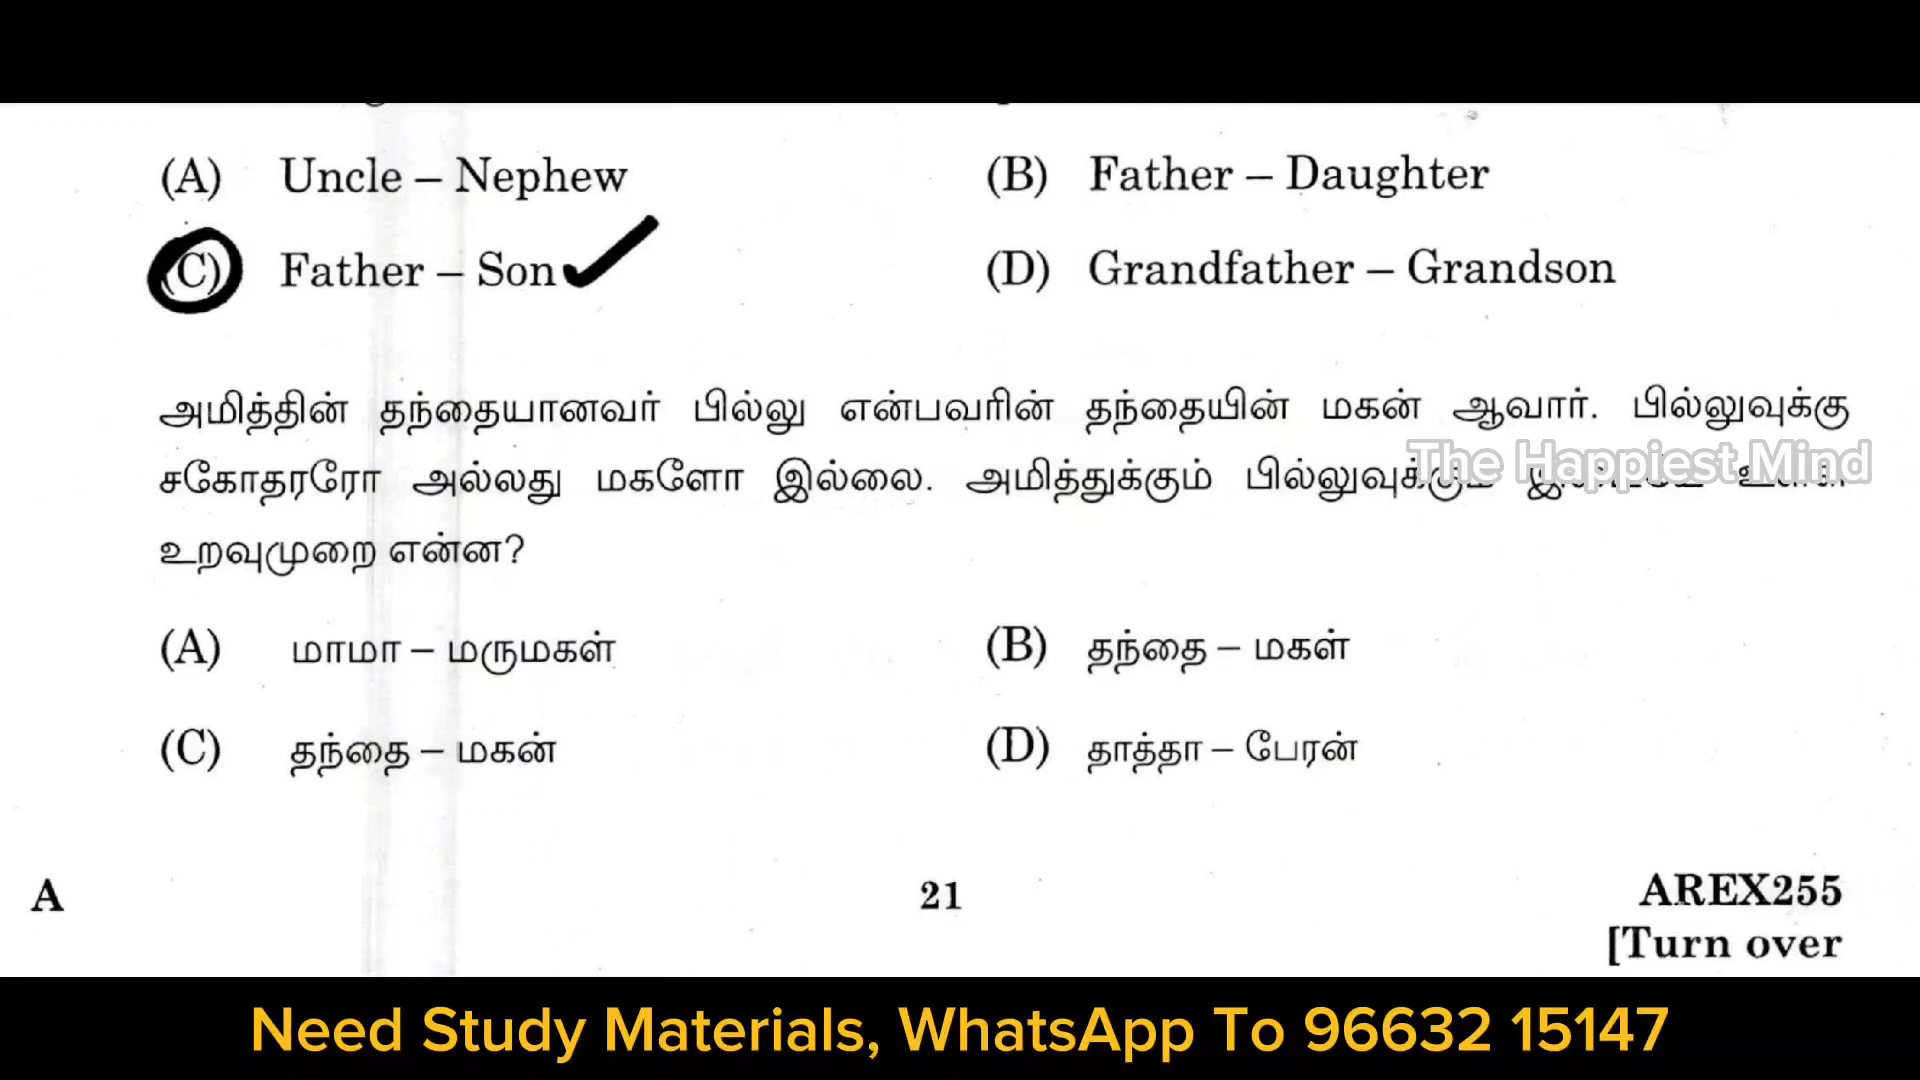 (A) Uncle – Nephew (B) Father – Daughter
(C) Father – Son (D) Grandfather – Grandson
அமித்தின் தந்தையானவர் பில்லு என்பவரின் தந்தையின் மகன் ஆவார். பில்லுவுக்கு
The Happiest Mind
சகோதரரோ அல்லது மகளோ இல்லை. அமித்துக்கும் பில்லுவுக்கும்
உறவுமுறை என்ன?
(A) மாமா – மருமகள் (B) தந்தை – மகள்
(C) தந்தை – மகன் (D) தாத்தா – பேரன்
A 21 AREX255
[Turn over
Need Study Materials, WhatsApp To 96632 15147